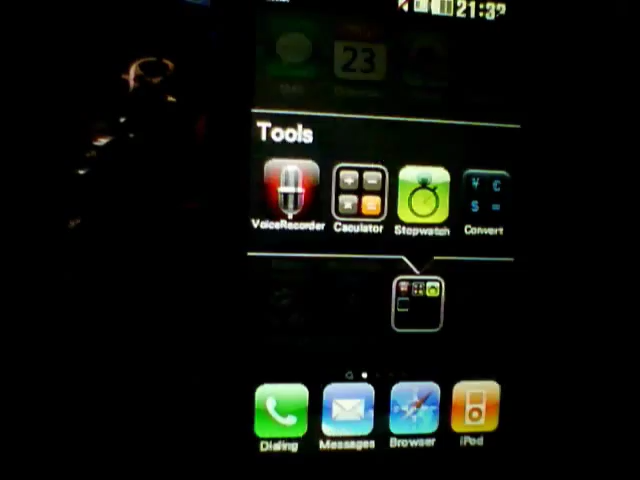 21:32
23
Tools
VoiceRecorder Caculator Stopwatch Convert
¥ €
$ =
Dialing Messages Browser iPod